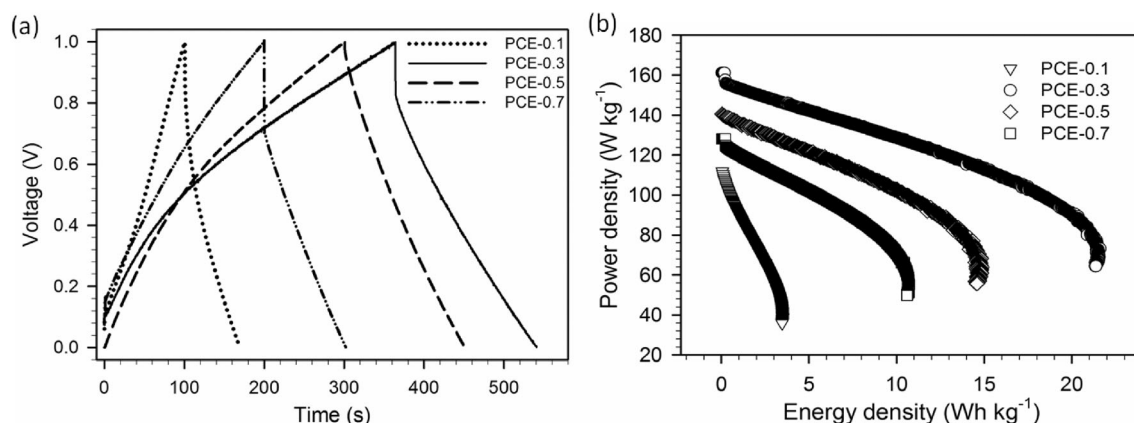 (a)
1.0
0.8
0.6
0.4
0.2
0.0
Voltage (V)
PCE-0.1
PCE-0.3
PCE-0.5
PCE-0.7
0 100 200 300 400 500
Time (s)
(b)
160
140
120
100
80
60
40
20
Power density (W kg⁻¹)
PCE-0.1
PCE-0.3
PCE-0.5
PCE-0.7
0 5 10 15 20
Energy density (Wh kg⁻¹)